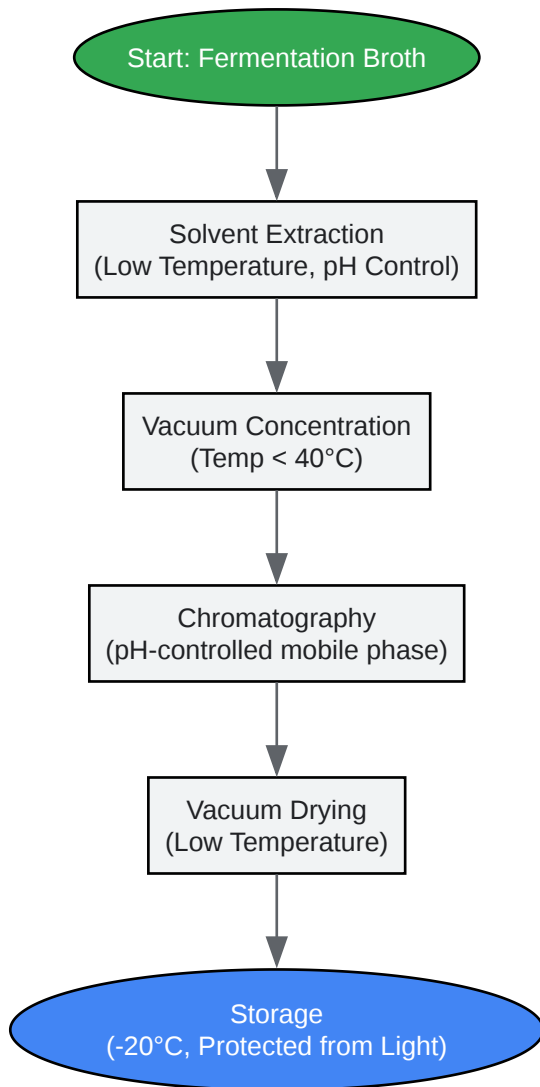 Start: Fermentation Broth
Solvent Extraction
(Low Temperature, pH Control)
Vacuum Concentration
(Temp < 40°C)
Chromatography
(pH-controlled mobile phase)
Vacuum Drying
(Low Temperature)
Storage
(-20°C, Protected from Light)